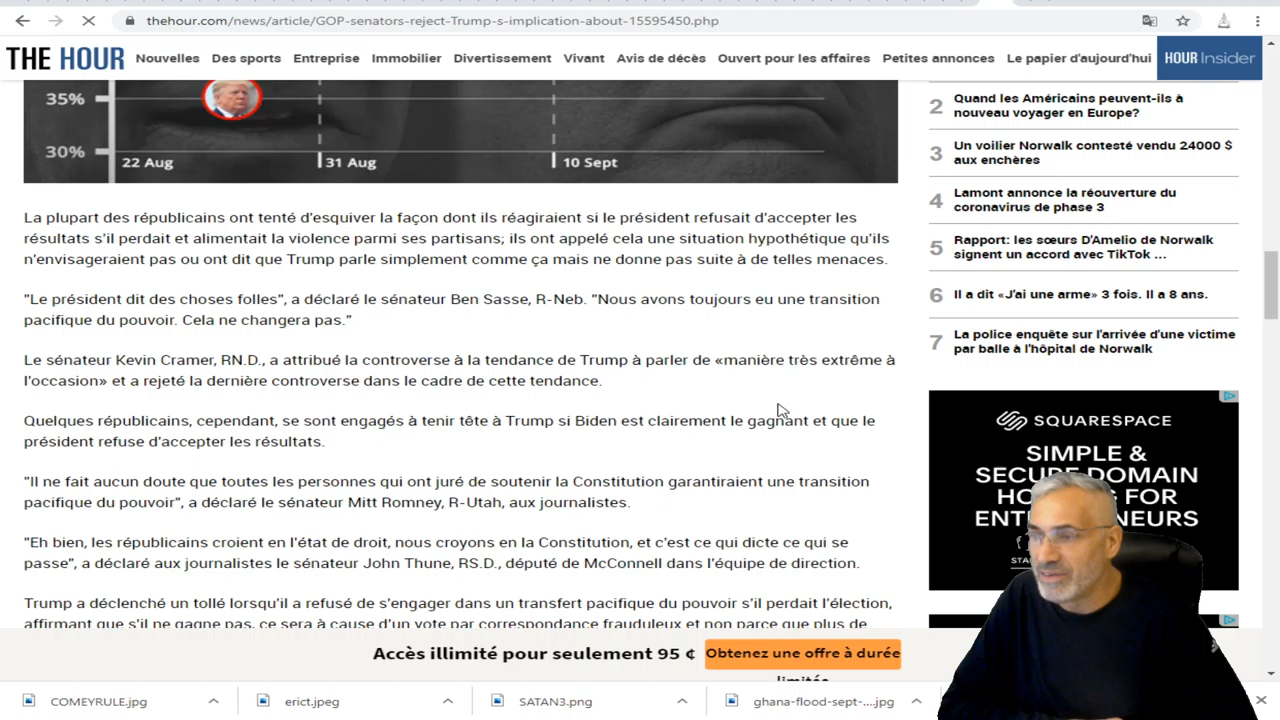 thehour.com/news/article/GOP-senators-reject-Trump-s-implication-about-15595450.php
THE HOUR
Nouvelles Des sports Entreprise Immobilier Divertissement Vivant Avis de décès Ouvert pour les affaires Petites annonces Le papier d'aujourd'hui HOUR Insider
35%
30%
22 Aug 31 Aug 10 Sept
La plupart des républicains ont tenté d'esquiver la façon dont ils réagiraient si le président refusait d'accepter les
résultats s'il perdait et alimentait la violence parmi ses partisans; ils ont appelé cela une situation hypothétique qu'ils
n'envisageraient pas ou ont dit que Trump parle simplement comme ça mais ne donne pas suite à de telles menaces.
"Le président dit des choses folles", a déclaré le sénateur Ben Sasse, R-Neb. "Nous avons toujours eu une transition
pacifique du pouvoir. Cela ne changera pas."
Le sénateur Kevin Cramer, RN.D., a attribué la controverse à la tendance de Trump à parler de «manière très extrême à
l'occasion» et a rejeté la dernière controverse dans le cadre de cette tendance.
Quelques républicains, cependant, se sont engagés à tenir tête à Trump si Biden est clairement le gagnant et que le
président refuse d'accepter les résultats.
"Il ne fait aucun doute que toutes les personnes qui ont juré de soutenir la Constitution garantiraient une transition
pacifique du pouvoir", a déclaré le sénateur Mitt Romney, R-Utah, aux journalistes.
"Eh bien, les républicains croient en l'état de droit, nous croyons en la Constitution, et c'est ce qui dicte ce qui se
passe", a déclaré aux journalistes le sénateur John Thune, RS.D., député de McConnell dans l'équipe de direction.
Trump a déclenché un tollé lorsqu'il a refusé de s'engager dans un transfert pacifique du pouvoir s'il perdait l'élection,
affirmant que s'il ne gagne pas, ce sera à cause d'un vote par correspondance frauduleux et non parce que plus de
2 Quand les Américains peuvent-ils à
nouveau voyager en Europe?
3 Un voilier Norwalk contesté vendu 24000 $
aux enchères
4 Lamont annonce la réouverture du
coronavirus de phase 3
5 Rapport: les sœurs D'Amelio de Norwalk
signent un accord avec TikTok ...
6 Il a dit «J'ai une arme» 3 fois. Il a 8 ans.
7 La police enquête sur l'arrivée d'une victime
par balle à l'hôpital de Norwalk
SQUARESPACE
SIMPLE &
SECURE DOMAIN
FOR
Accès illimité pour seulement 95 ¢
Obtenez une offre à durée
limitée
COMEYRULE.jpg erict.jpeg SATAN3.png ghana-flood-sept-....jpg